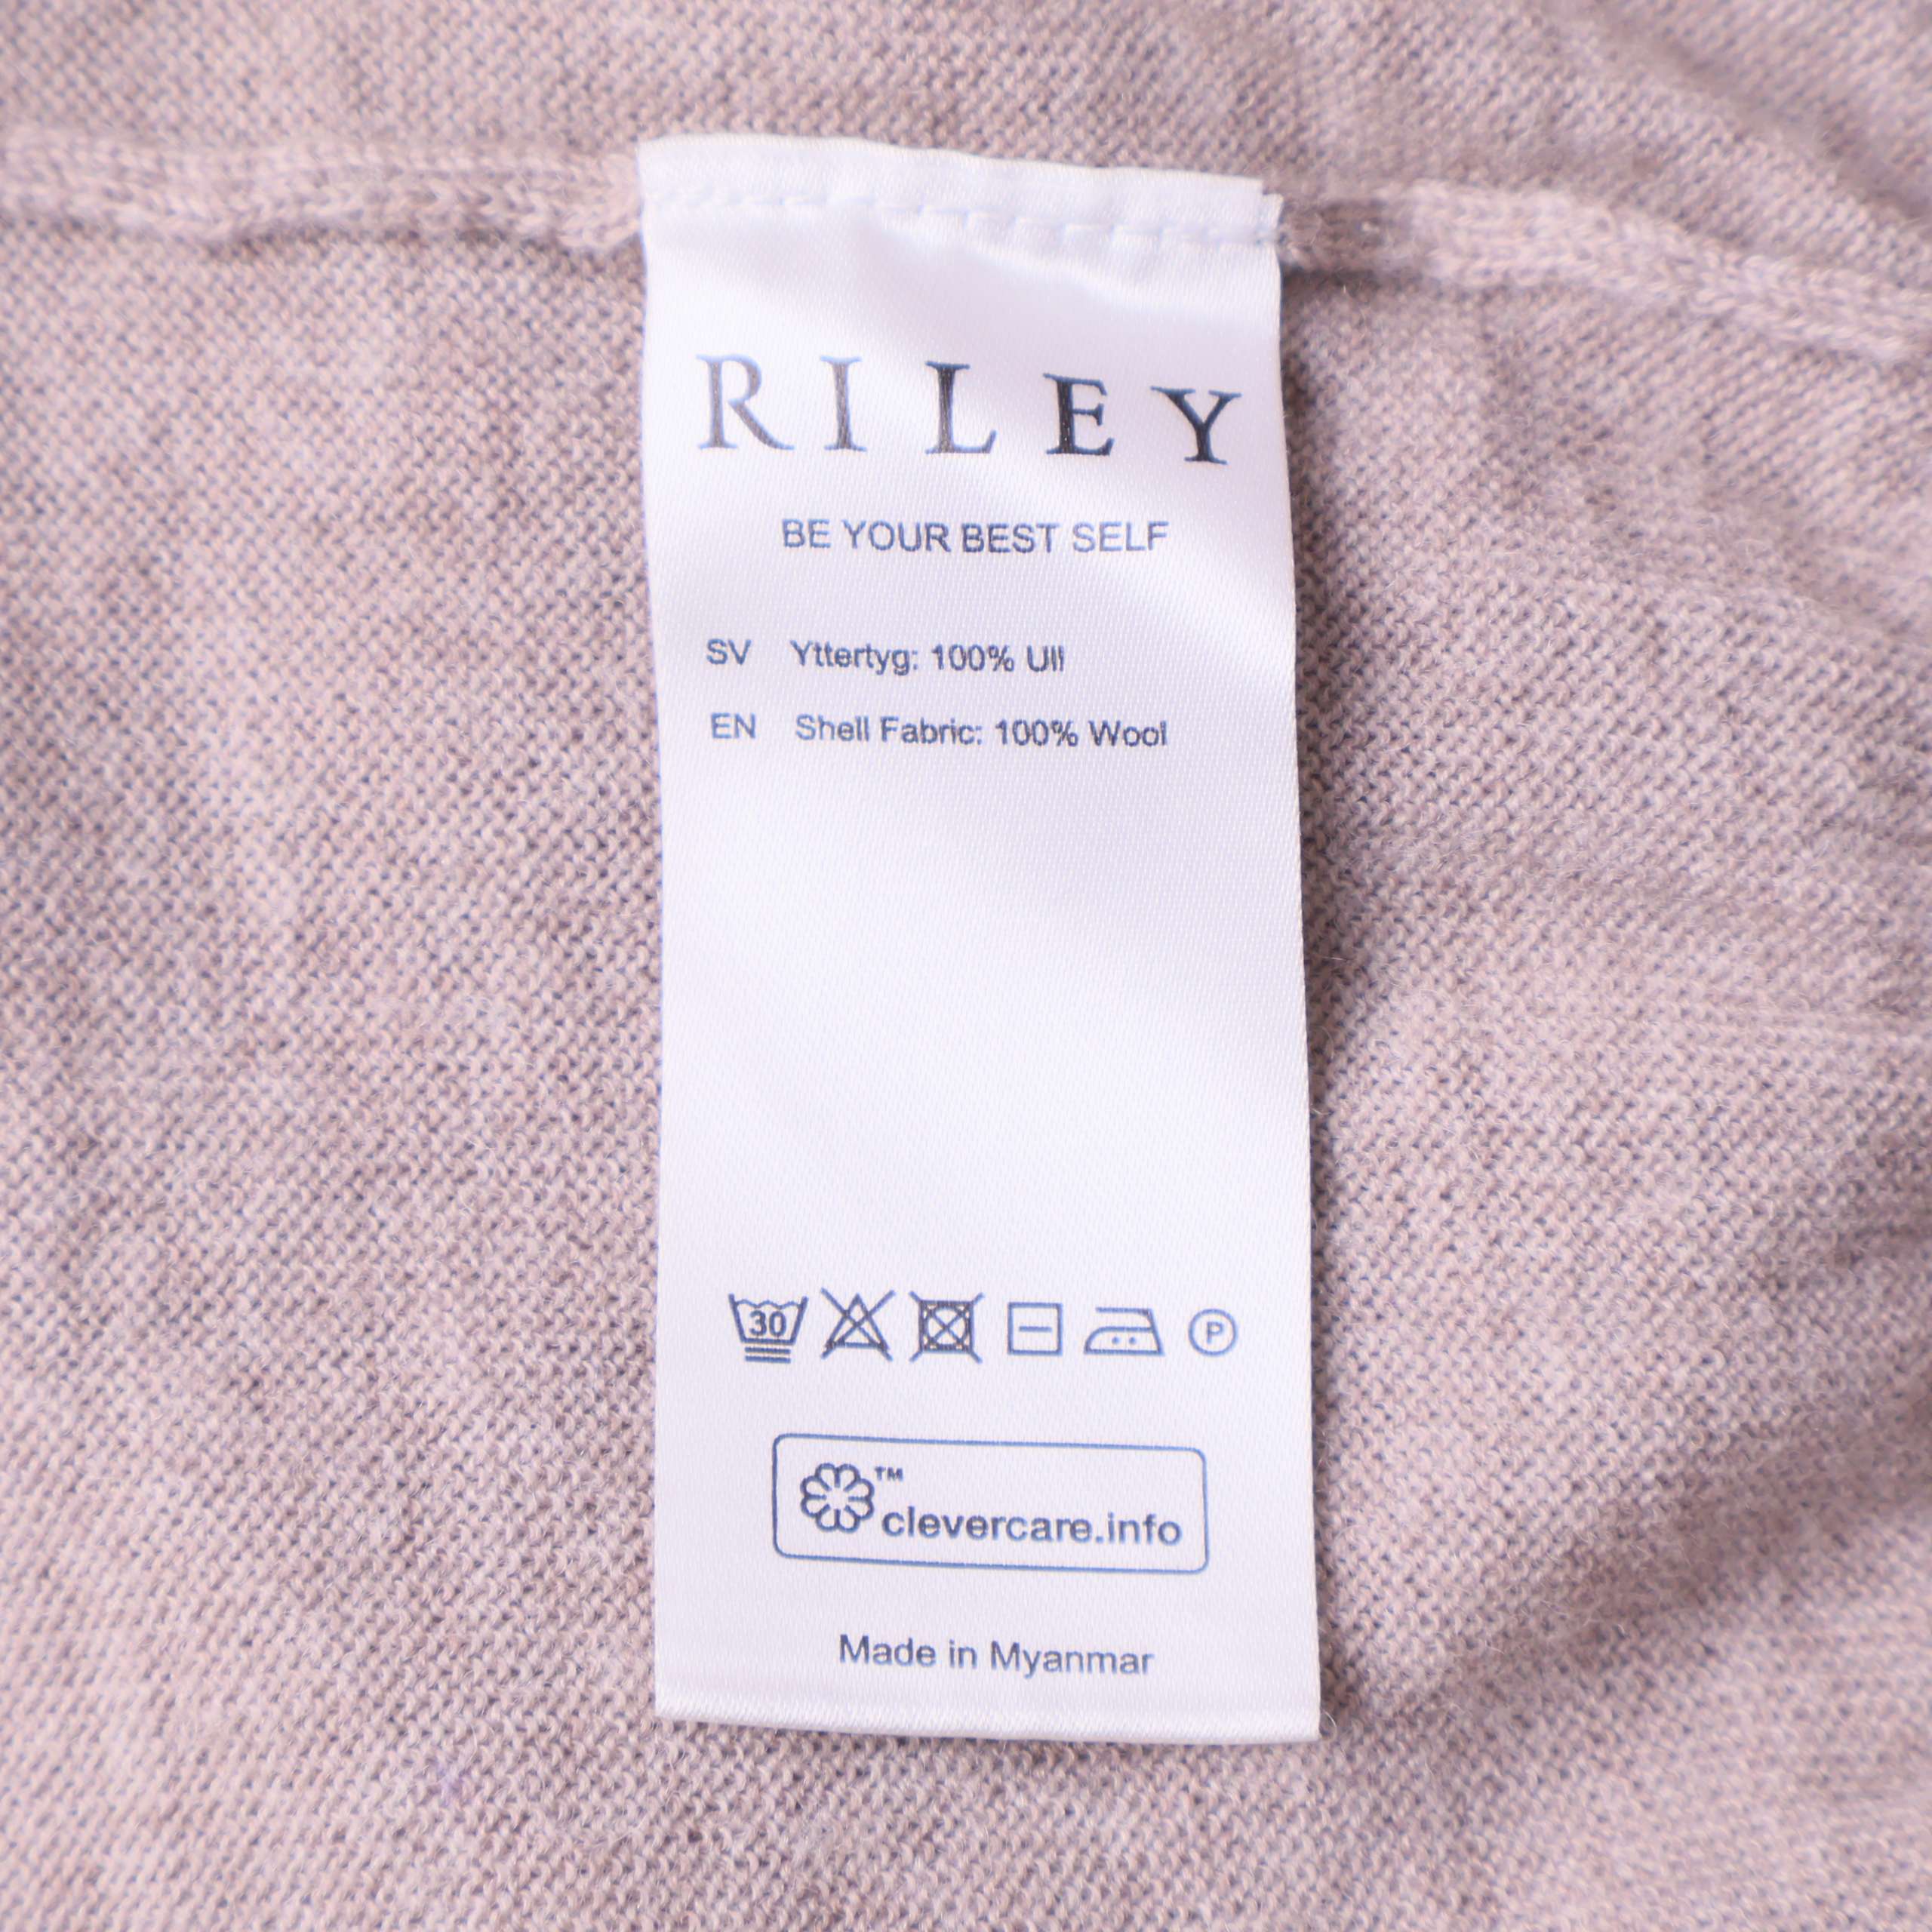 RILEY
BE YOUR BEST SELF
SV Yttertyg: 100% Ull
EN Shell Fabric: 100% Wool
30 P
™
clevercare.info
Made in Myanmar